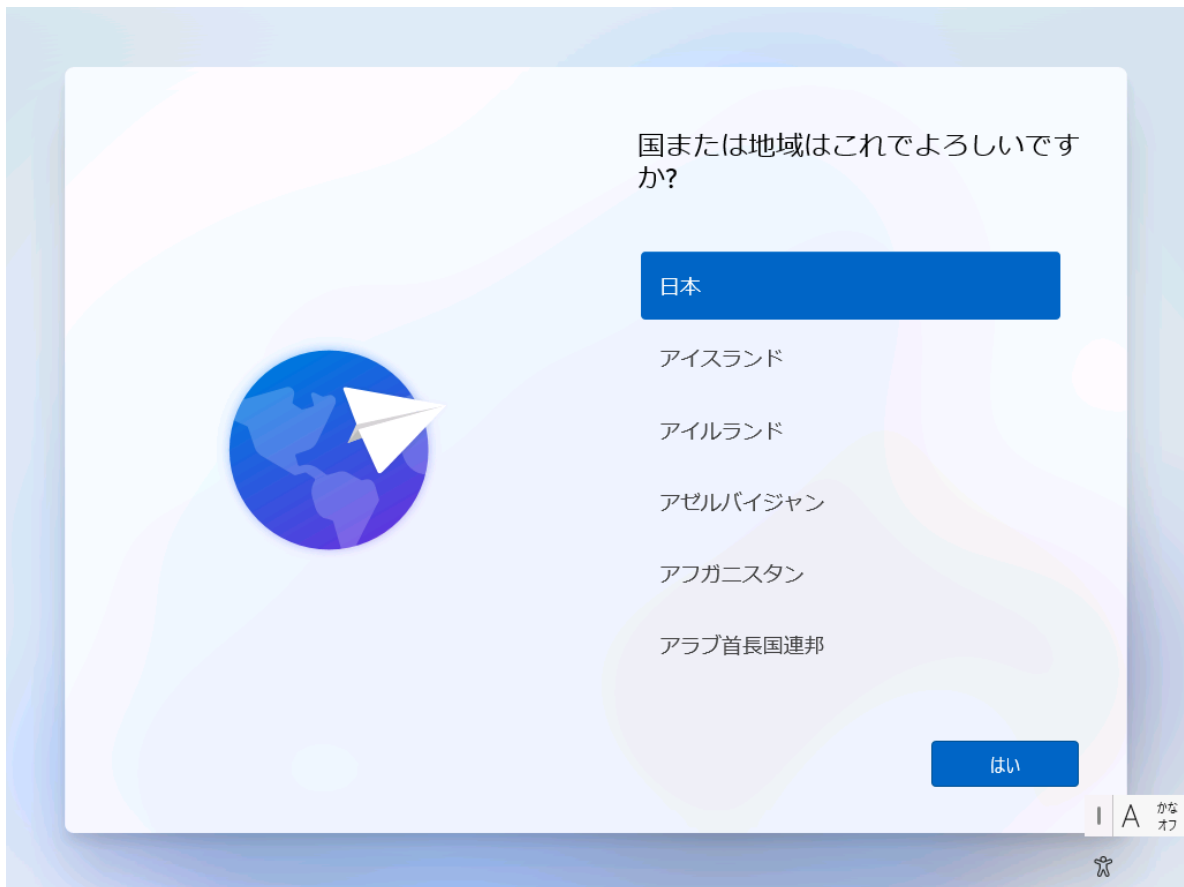 国または地域はこれでよろしいです
か?
日本
アイスランド
アイルランド
アゼルバイジャン
アフガニスタン
アラブ首長国連邦
はい
A かな
オフ